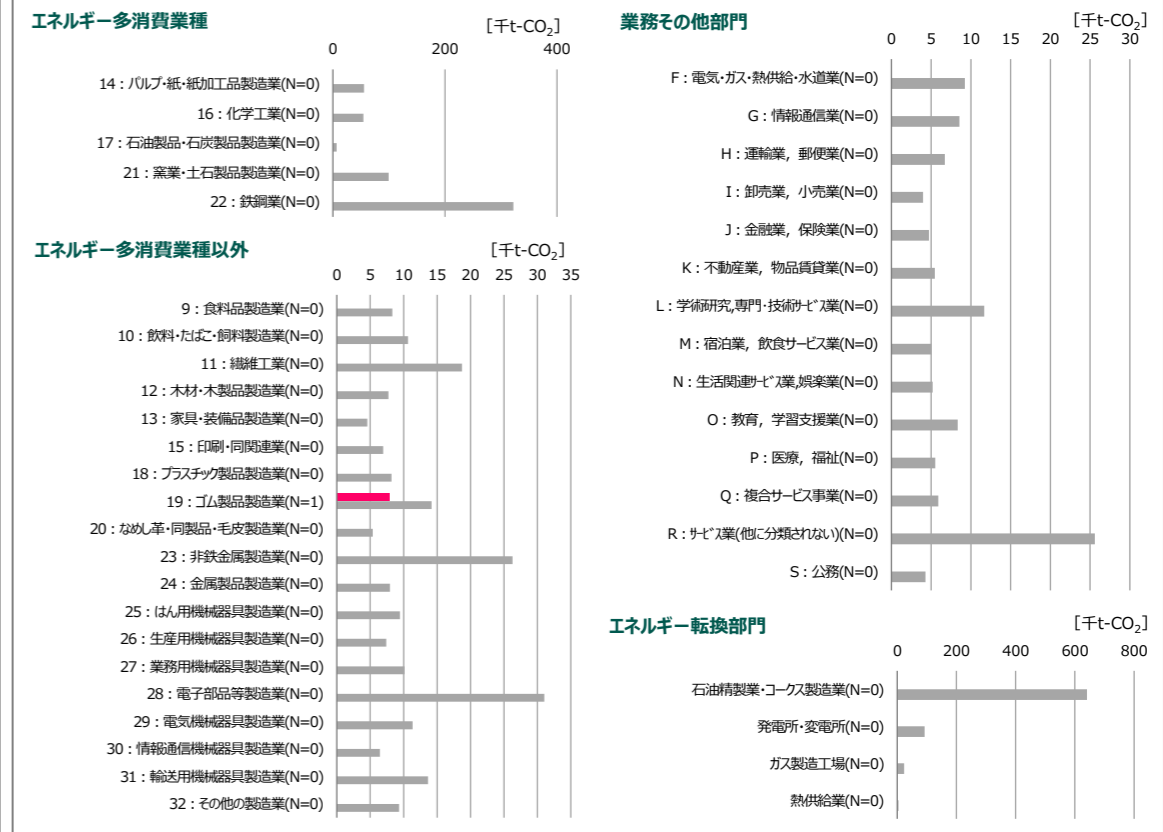 エネルギー多消費業種
[千t-CO₂]
0 200 400
14：パルプ・紙・紙加工品製造業(N=0)
16：化学工業(N=0)
17：石油製品・石炭製品製造業(N=0)
21：窯業・土石製品製造業(N=0)
22：鉄鋼業(N=0)
エネルギー多消費業種以外
[千t-CO₂]
0 5 10 15 20 25 30 35
9：食料品製造業(N=0)
10：飲料・たばこ・飼料製造業(N=0)
11：繊維工業(N=0)
12：木材・木製品製造業(N=0)
13：家具・装備品製造業(N=0)
15：印刷・同関連業(N=0)
18：プラスチック製品製造業(N=0)
19：ゴム製品製造業(N=1)
20：なめし革・同製品・毛皮製造業(N=0)
23：非鉄金属製造業(N=0)
24：金属製品製造業(N=0)
25：はん用機械器具製造業(N=0)
26：生産用機械器具製造業(N=0)
27：業務用機械器具製造業(N=0)
28：電子部品等製造業(N=0)
29：電気機械器具製造業(N=0)
30：情報通信機械器具製造業(N=0)
31：輸送用機械器具製造業(N=0)
32：その他の製造業(N=0)
業務その他部門
[千t-CO₂]
0 5 10 15 20 25 30
F：電気・ガス・熱供給・水道業(N=0)
G：情報通信業(N=0)
H：運輸業，郵便業(N=0)
I：卸売業，小売業(N=0)
J：金融業，保険業(N=0)
K：不動産業，物品賃貸業(N=0)
L：学術研究,専門・技術ｻｰﾋﾞｽ業(N=0)
M：宿泊業，飲食サービス業(N=0)
N：生活関連ｻｰﾋﾞｽ業,娯楽業(N=0)
O：教育，学習支援業(N=0)
P：医療，福祉(N=0)
Q：複合サービス事業(N=0)
R：ｻｰﾋﾞｽ業(他に分類されない)(N=0)
S：公務(N=0)
エネルギー転換部門
[千t-CO₂]
0 200 400 600 800
石油精製業・コークス製造業(N=0)
発電所・変電所(N=0)
ガス製造工場(N=0)
熱供給業(N=0)